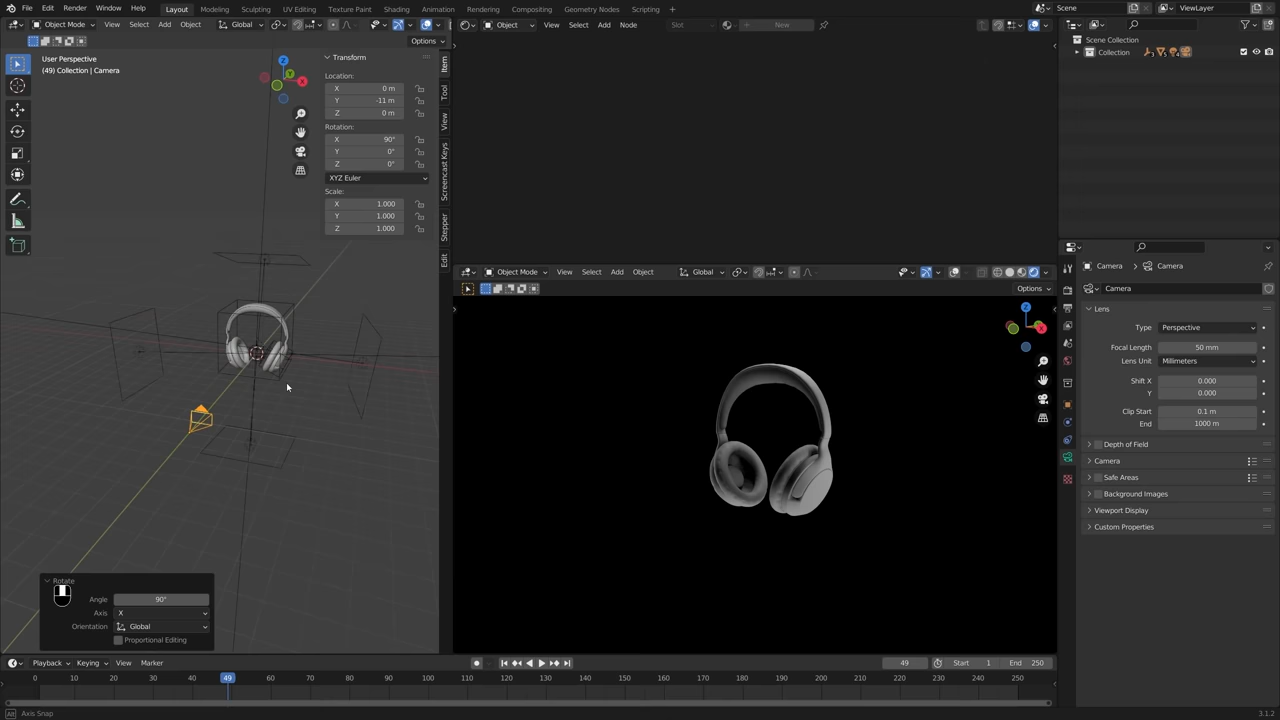 File Edit Render Window Help Layout Modeling Sculpting UV Editing Texture Paint Shading Animation Rendering Compositing Geometry Nodes Scripting Scene ViewLayer
Object Mode View Select Add Object Global Object View Select Add Node Slot New
Options
User Perspective
(49) Collection | Camera
Transform
Location:
X 0 m
Y -11 m
Z 0 m
Rotation:
X 90°
Y 0°
Z 0°
XYZ Euler
Scale:
X 1.000
Y 1.000
Z 1.000
Item
Tool
View
Screencast Keys
Stepper
Edit
Scene Collection
Collection
Object Mode View Select Add Object Global
Options
Camera Camera
Camera
Lens
Type Perspective
Focal Length 50 mm
Lens Unit Millimeters
Shift X 0.000
Y 0.000
Clip Start 0.1 m
End 1000 m
Depth of Field
Camera
Safe Areas
Background Images
Viewport Display
Custom Properties
Rotate
Angle 90°
Axis X
Orientation Global
Proportional Editing
Playback Keying View Marker 49 Start 1 End 250
0 20 30 40 49 60 70 80 90 100 110 120 130 140 150 160 170 180 190 200 210 220 230 240 250
Axis Snap 3.1.2